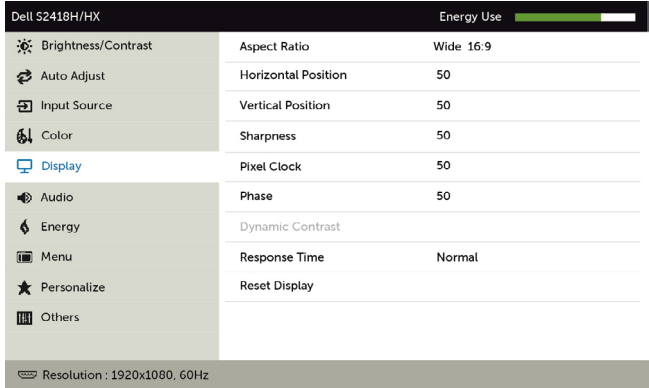 Dell S2418H/HX Energy Use
Brightness/Contrast
Auto Adjust
Input Source
Color
Display
Audio
Energy
Menu
Personalize
Others
Aspect Ratio Wide 16:9
Horizontal Position 50
Vertical Position 50
Sharpness 50
Pixel Clock 50
Phase 50
Dynamic Contrast
Response Time Normal
Reset Display
Resolution : 1920x1080, 60Hz